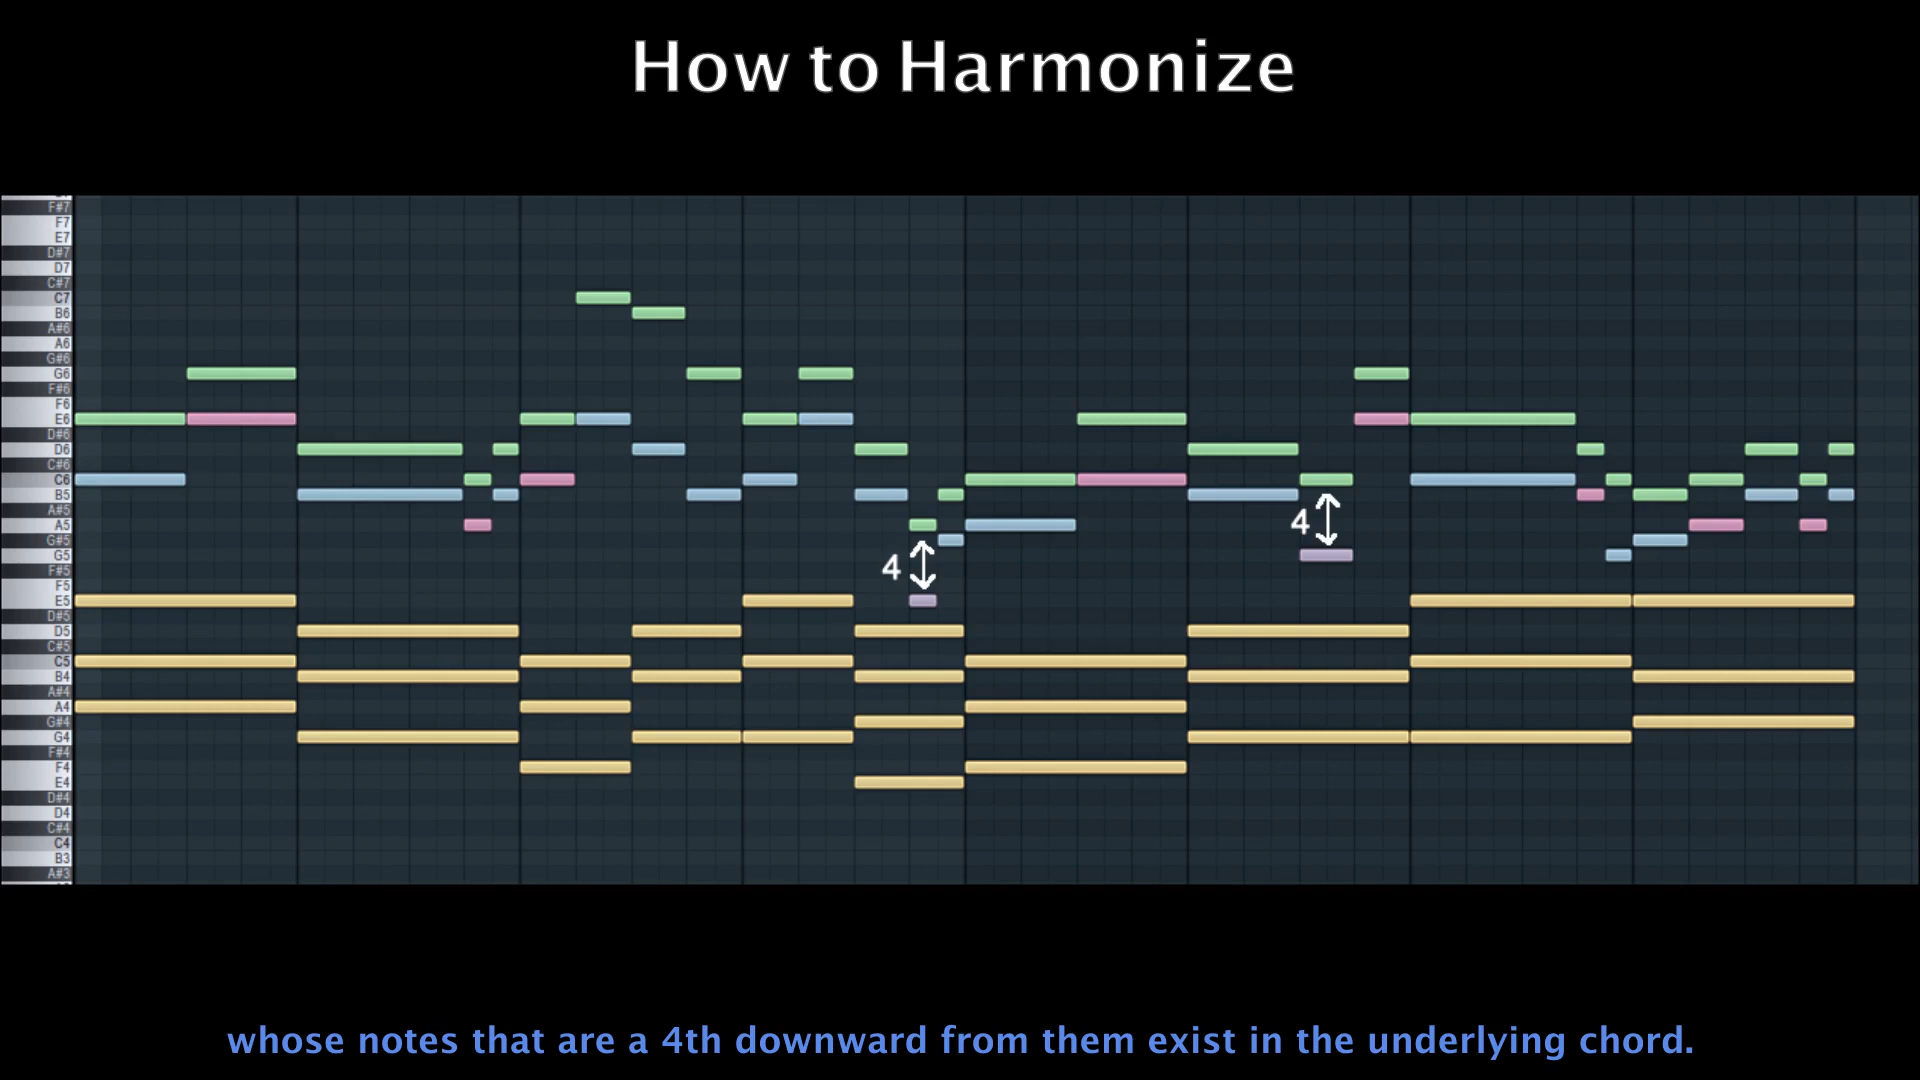 How to Harmonize
F#7
F7
E7
D#7
D7
C#7
C7
B6
A#6
A6
G#6
G6
F#6
F6
E6
D#6
D6
C#6
C6
B5
A#5
A5
4
G#5
G5
4
F#5
F5
E5
D#5
D5
C#5
C5
B4
A#4
A4
G#4
G4
F#4
F4
E4
D#4
D4
C#4
C4
B3
A#3
whose notes that are a 4th downward from them exist in the underlying chord.